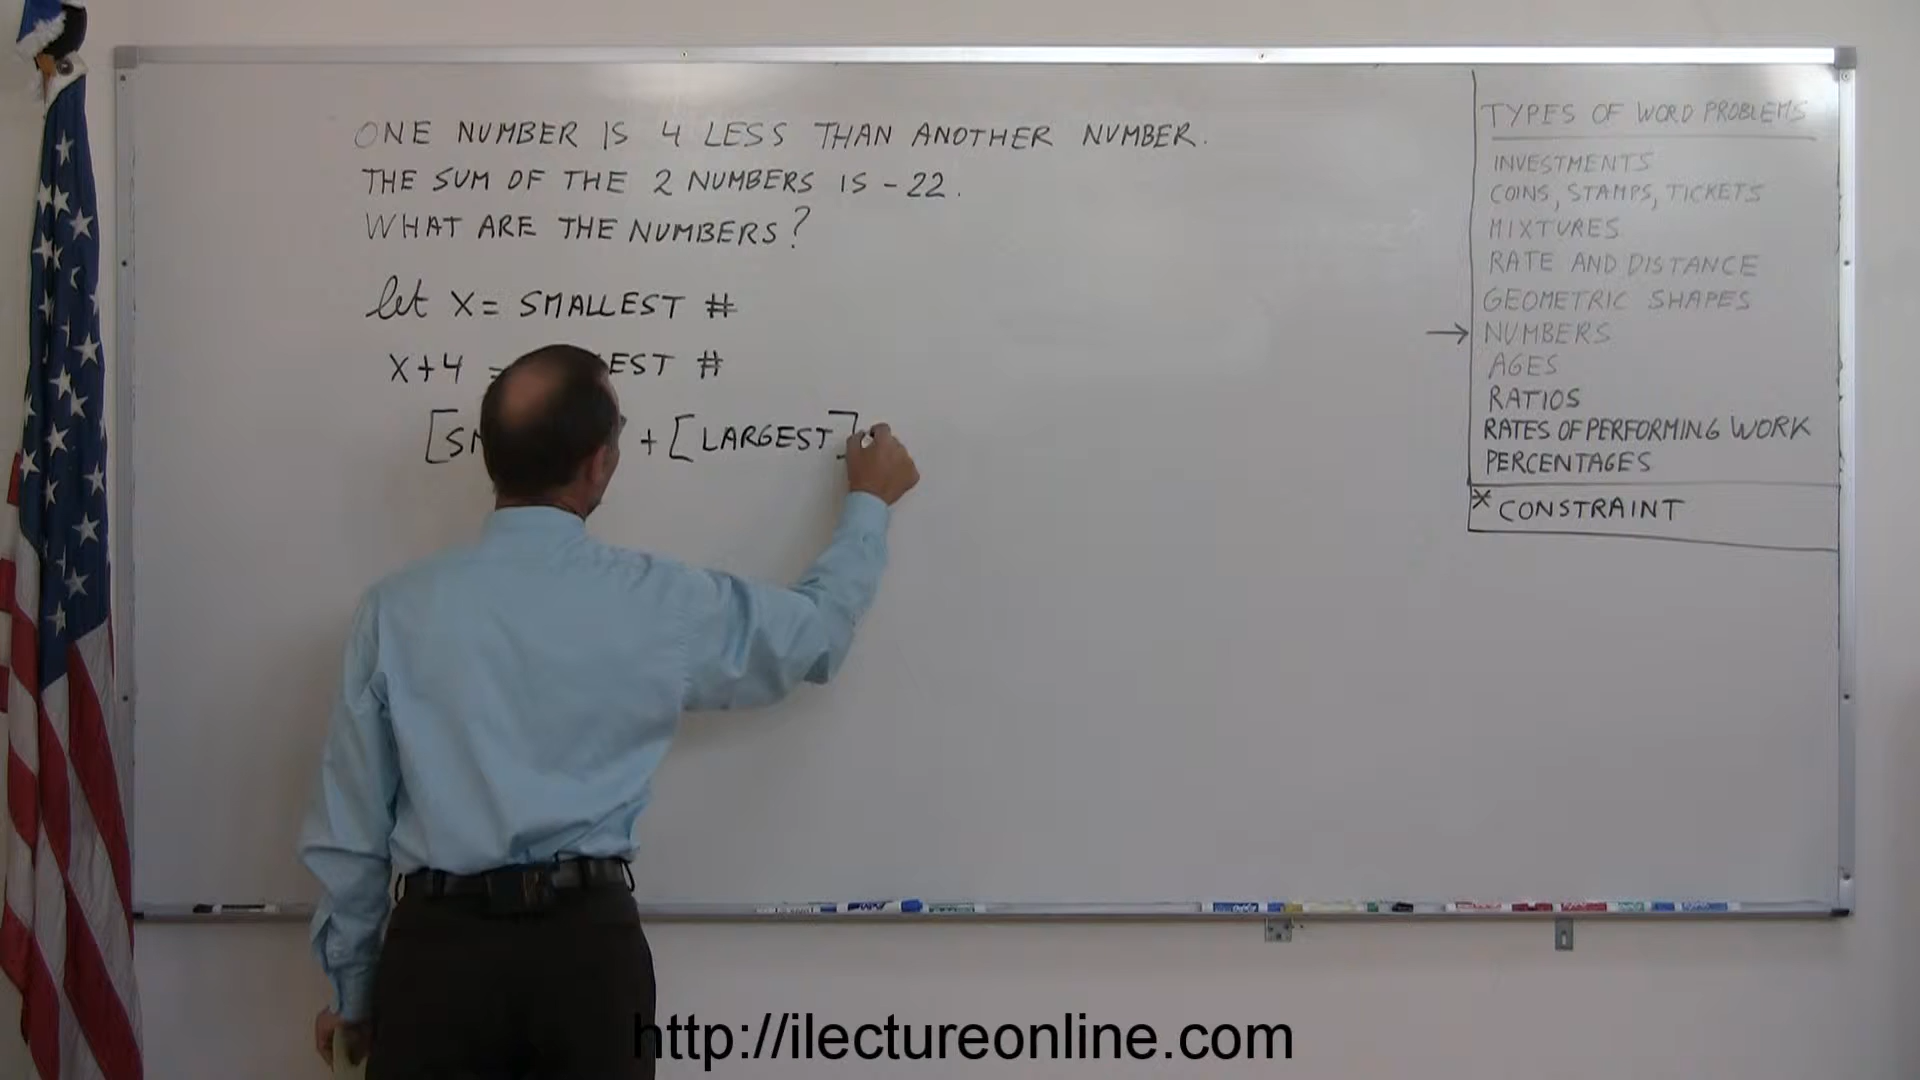 ONE NUMBER IS 4 LESS THAN ANOTHER NUMBER.
THE SUM OF THE 2 NUMBERS IS -22.
WHAT ARE THE NUMBERS?
let X = SMALLEST #
X+4 = #
+ [LARGEST]
TYPES OF WORD PROBLEMS
INVESTMENTS
COINS, STAMPS, TICKETS
MIXTURES
RATE AND DISTANCE
GEOMETRIC SHAPES
→ NUMBERS
AGES
RATIOS
RATES OF PERFORMING WORK
PERCENTAGES
* CONSTRAINT
http://ilectureonline.com